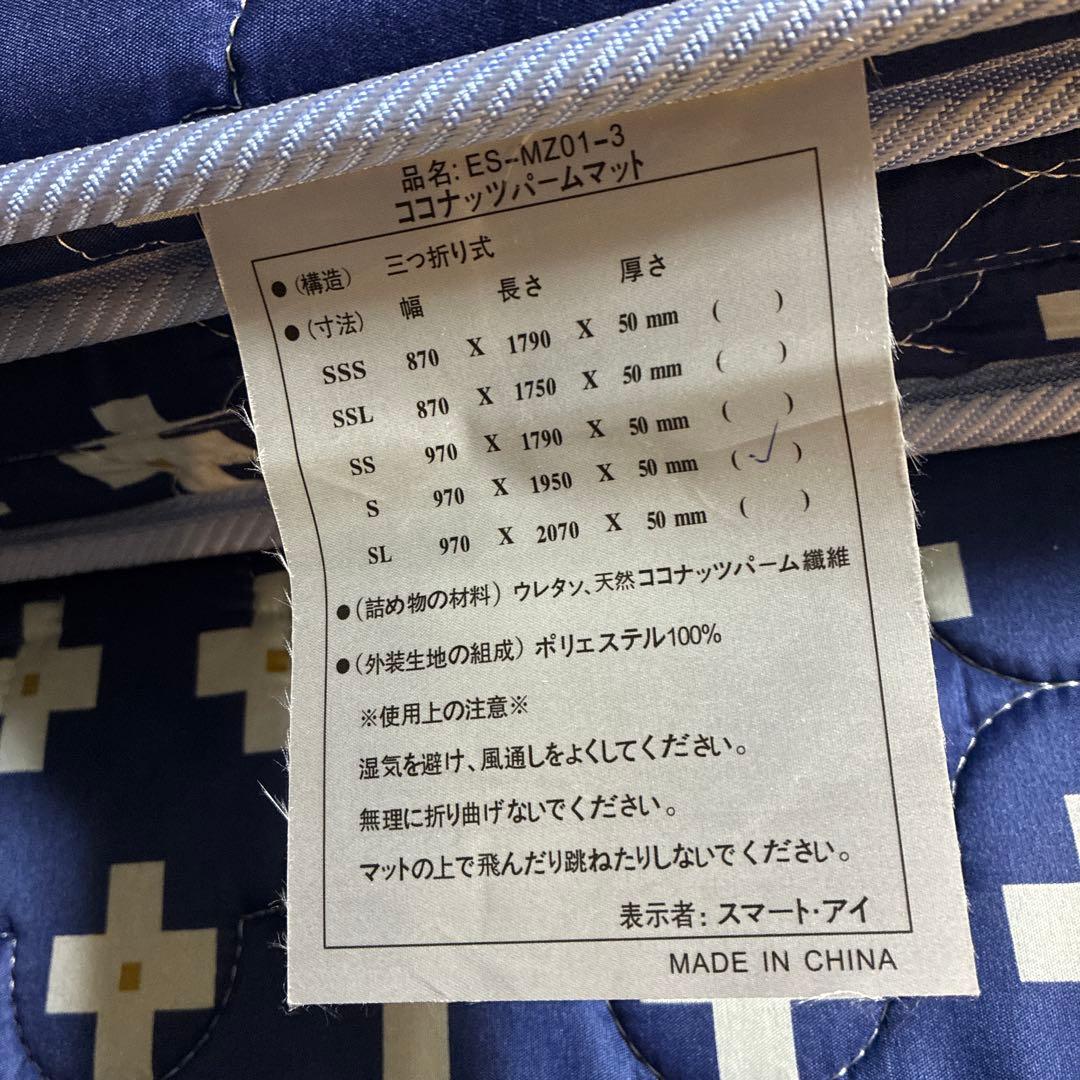 品名: ES-MZ01-3
ココナッツパームマット
●(構造) 三つ折り式
●(寸法) 幅 長さ 厚さ
SSS 870 X 1790 X 50 mm ( )
SSL 870 X 1750 X 50 mm ( )
SS 970 X 1790 X 50 mm ( )
S 970 X 1950 X 50 mm (✓)
SL 970 X 2070 X 50 mm ( )
●(詰め物の材料) ウレタソ、天然ココナッツパーム繊維
●(外装生地の組成) ポリェステル100%
※使用上の注意※
湿気を避け、風通しをよくしてください。
無理に折り曲げないでください。
マットの上で飛んだり跳ねたりしないでください。
表示者: スマート・アイ
MADE IN CHINA